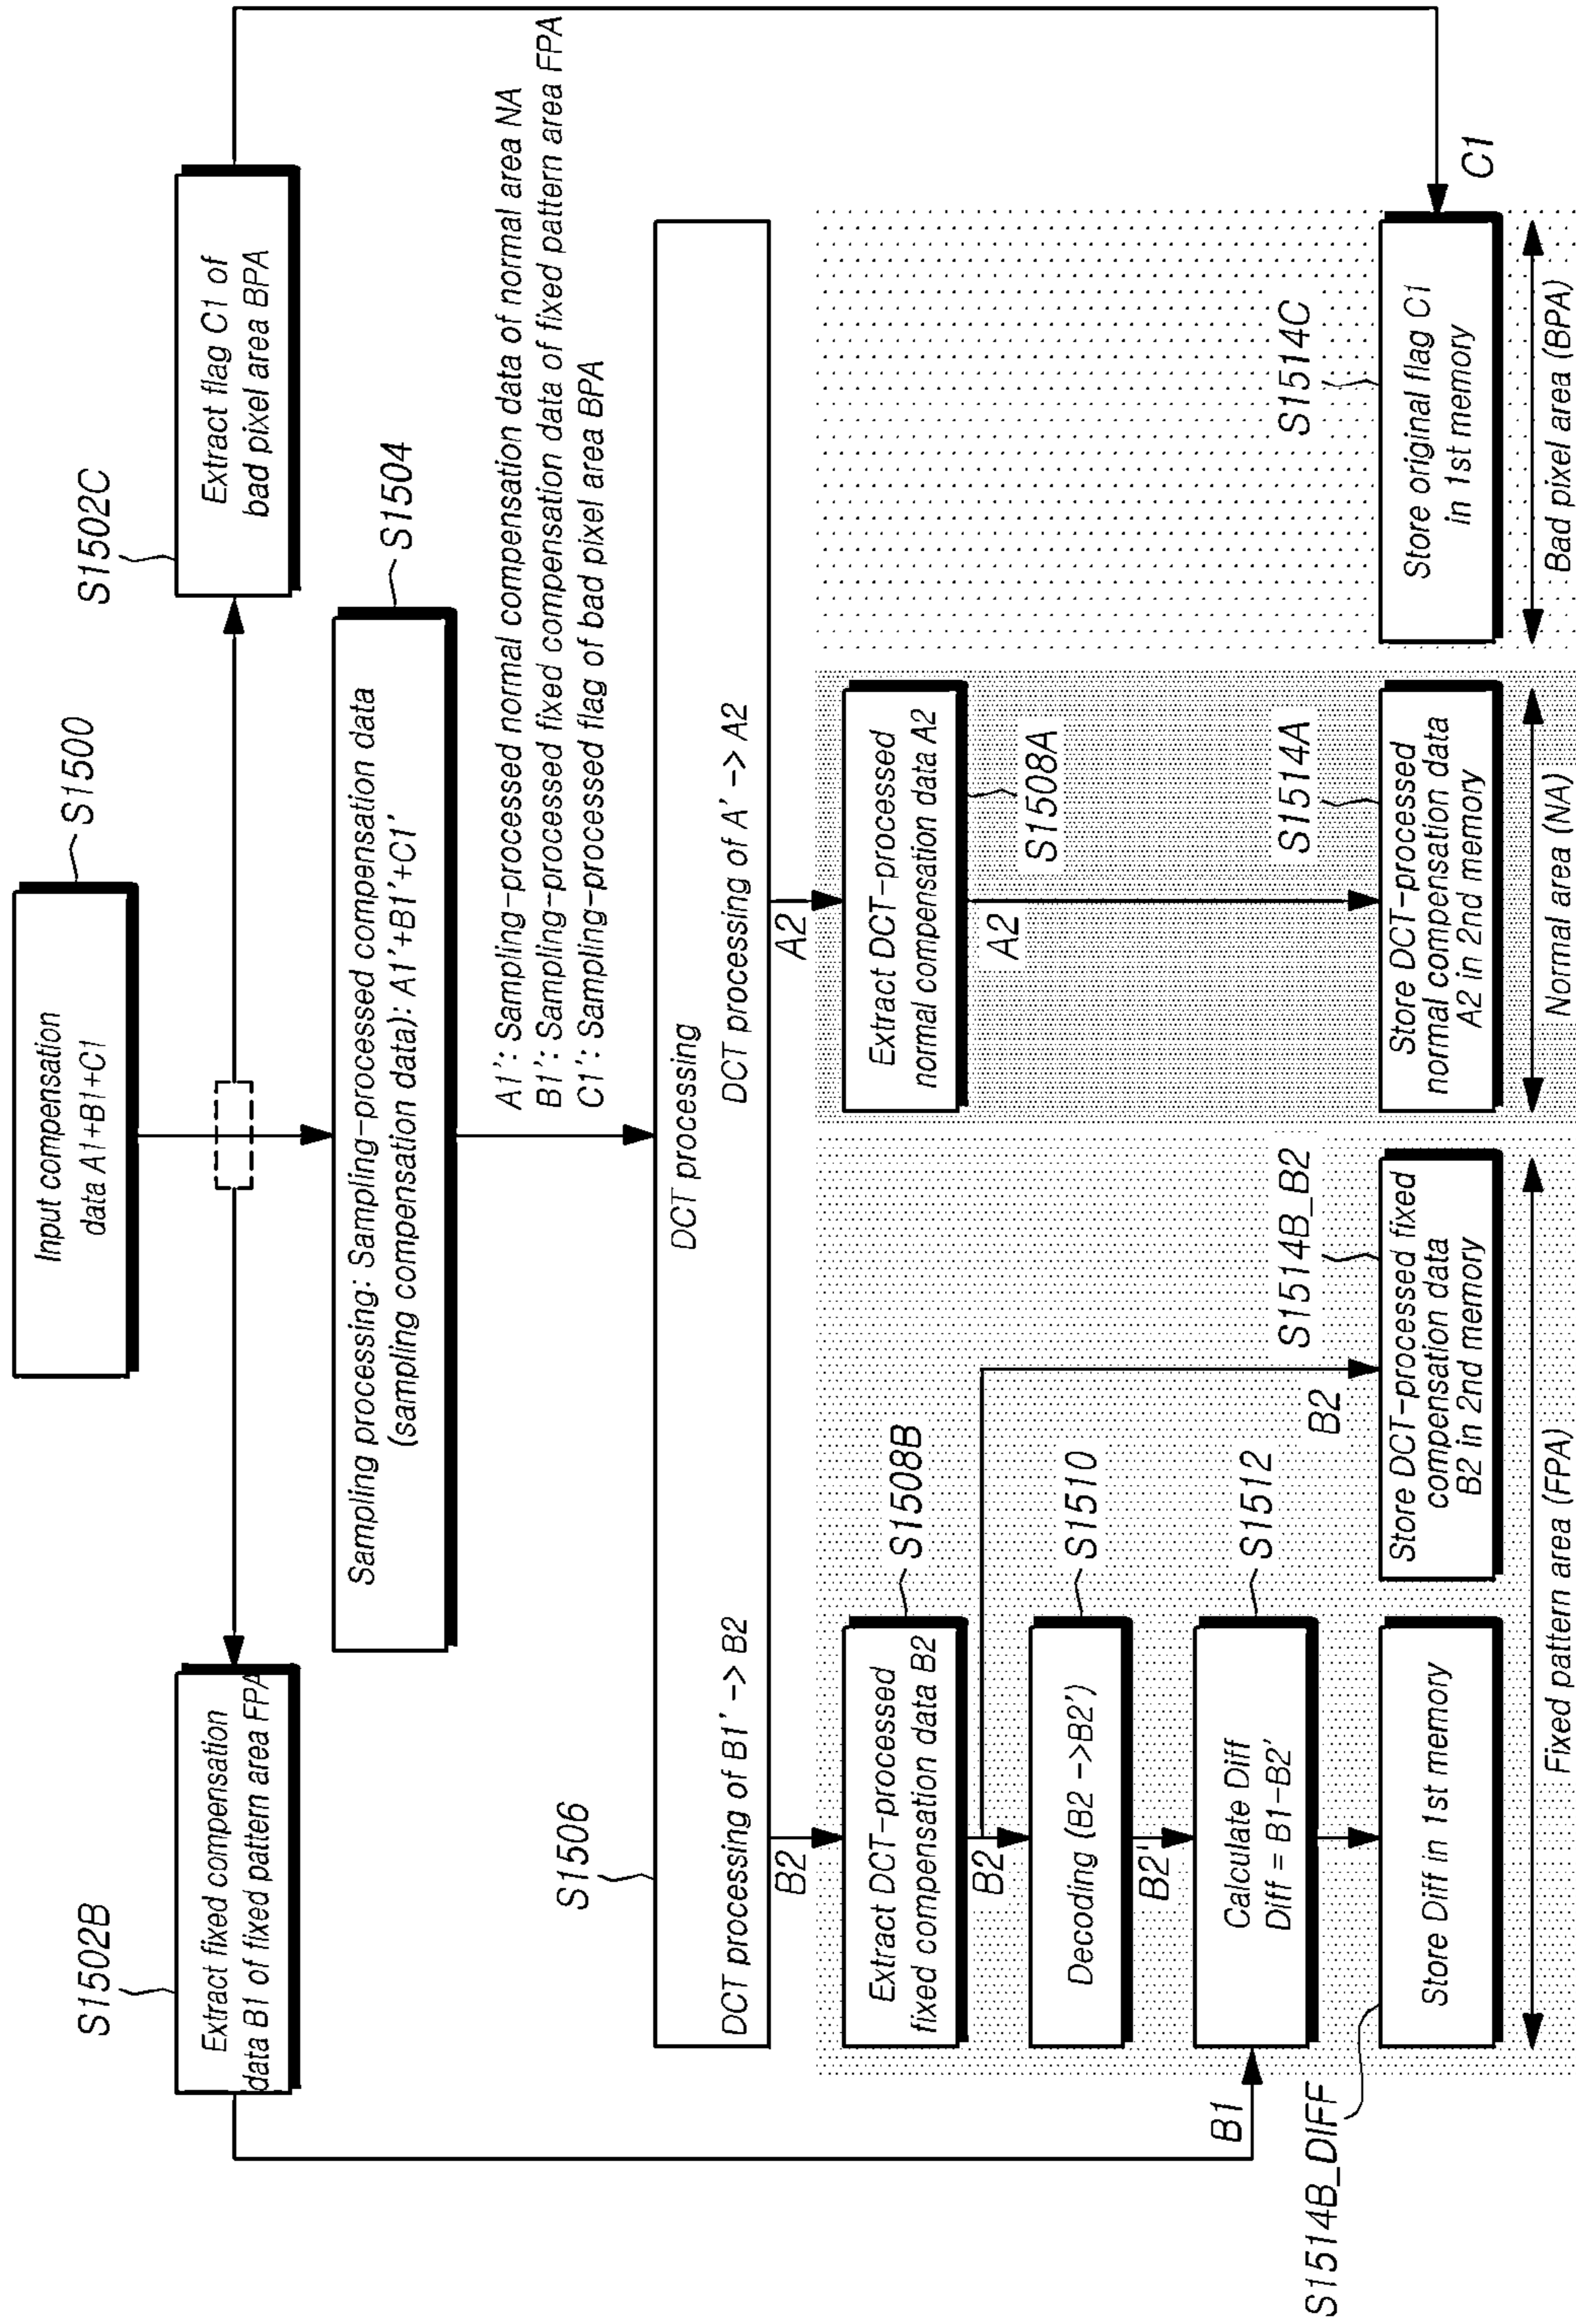 Input compensation
data A1+B1+C1
S1500
S1502B
Extract fixed compensation
data B1 of fixed pattern area FPA
S1502C
Extract flag C1 of
bad pixel area BPA
S1504
Sampling processing: Sampling-processed compensation data
(sampling compensation data): A1'+B1'+C1'
A1': Sampling-processed normal compensation data of normal area NA
B1': Sampling-processed fixed compensation data of fixed pattern area FPA
C1': Sampling-processed flag of bad pixel area BPA
S1506
DCT processing
DCT processing of B1' -> B2
DCT processing of A' -> A2
B2
A2
Extract DCT-processed
fixed compensation data B2
S1508B
Extract DCT-processed
normal compensation data A2
S1508A
B2
A2
Decoding (B2 ->B2')
S1510
B2'
B1
Calculate Diff
Diff = B1-B2'
S1512
B2
S1514B_DIFF
Store Diff in 1st memory
S1514B_B2
Store DCT-processed fixed
compensation data
B2 in 2nd memory
S1514A
Store DCT-processed
normal compensation data
A2 in 2nd memory
S1514C
Store original flag C1
in 1st memory
C1
Fixed pattern area (FPA)
Normal area (NA)
Bad pixel area (BPA)